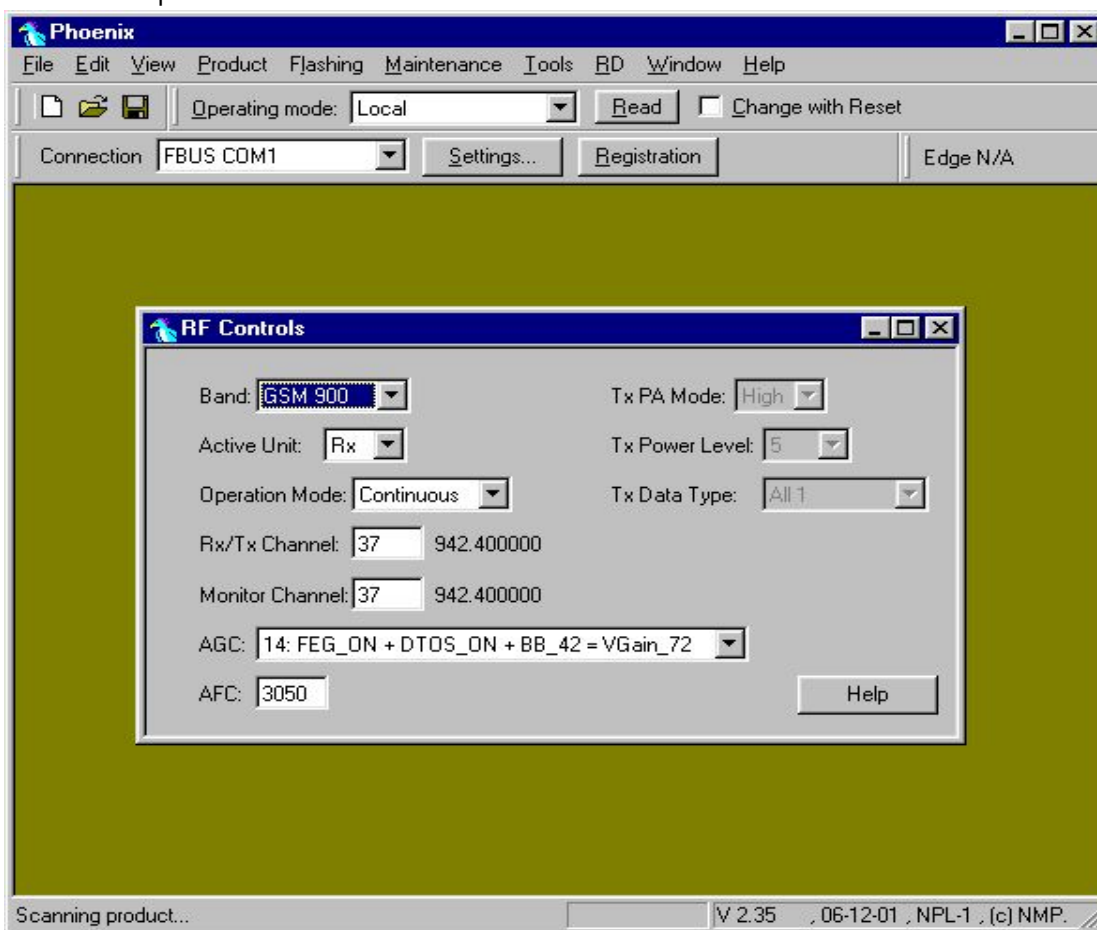 Phoenix
File Edit View Product Flashing Maintenance Tools RD Window Help
Operating mode: Local Read Change with Reset
Connection FBUS COM1 Settings... Registration Edge N/A
RF Controls
Band: GSM 900 Tx PA Mode: High
Active Unit: Rx Tx Power Level: 5
Operation Mode: Continuous Tx Data Type: All 1
Rx/Tx Channel: 37 942.400000
Monitor Channel: 37 942.400000
AGC: 14: FEG_ON + DTOS_ON + BB_42 = VGain_72
AFC: 3050 Help
Scanning product... V 2.35 , 06-12-01 , NPL-1 , (c) NMP.